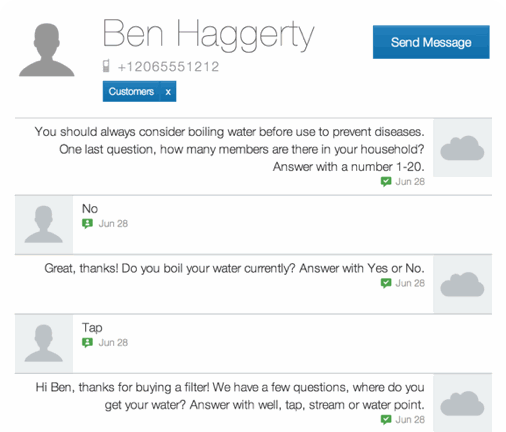 Ben Haggerty
+12065551212
Send Message
Customers x
You should always consider boiling water before use to prevent diseases.
One last question, how many members are there in your household?
Answer with a number 1-20.
Jun 28
No
Jun 28
Great, thanks! Do you boil your water currently? Answer with Yes or No.
Jun 28
Tap
Jun 28
Hi Ben, thanks for buying a filter! We have a few questions, where do you
get your water? Answer with well, tap, stream or water point.
Jun 28